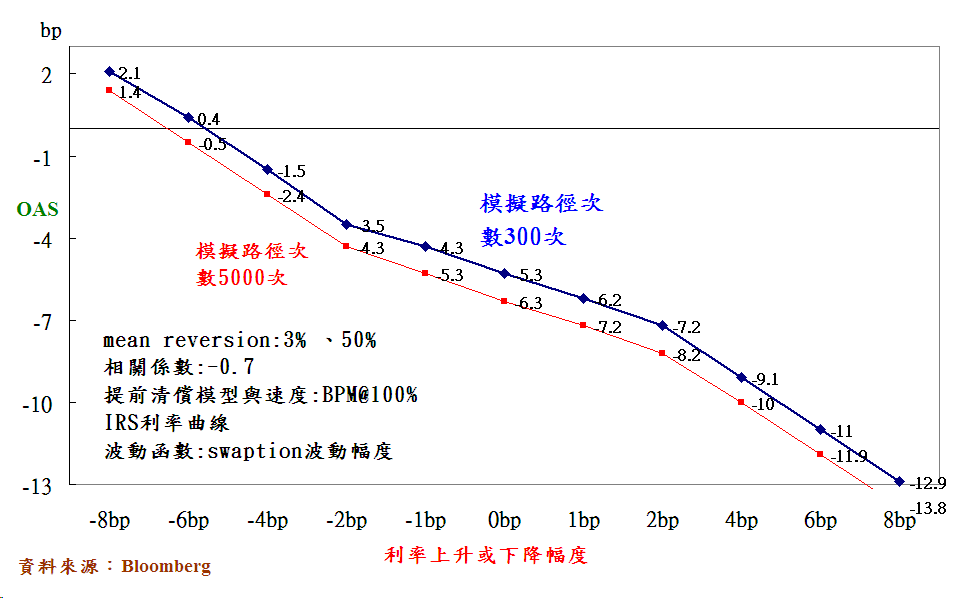 bp
2
-1
-4
-7
-10
-13
OAS
2.1
0.4
-1.5
-3.5
-4.3
-5.3
-6.2
-7.2
-9.1
-11
-12.9
1.4
-0.5
-2.4
-4.3
-5.3
-6.3
-7.2
-8.2
-10
-11.9
-13.8
模擬路徑次
數300次
模擬路徑次
數5000次
mean reversion:3% 、50%
相關係數:-0.7
提前清償模型與速度:BPM@100%
IRS利率曲線
波動函數:swaption波動幅度
-8bp -6bp -4bp -2bp -1bp 0bp 1bp 2bp 4bp 6bp 8bp
利率上升或下降幅度
資料來源：Bloomberg